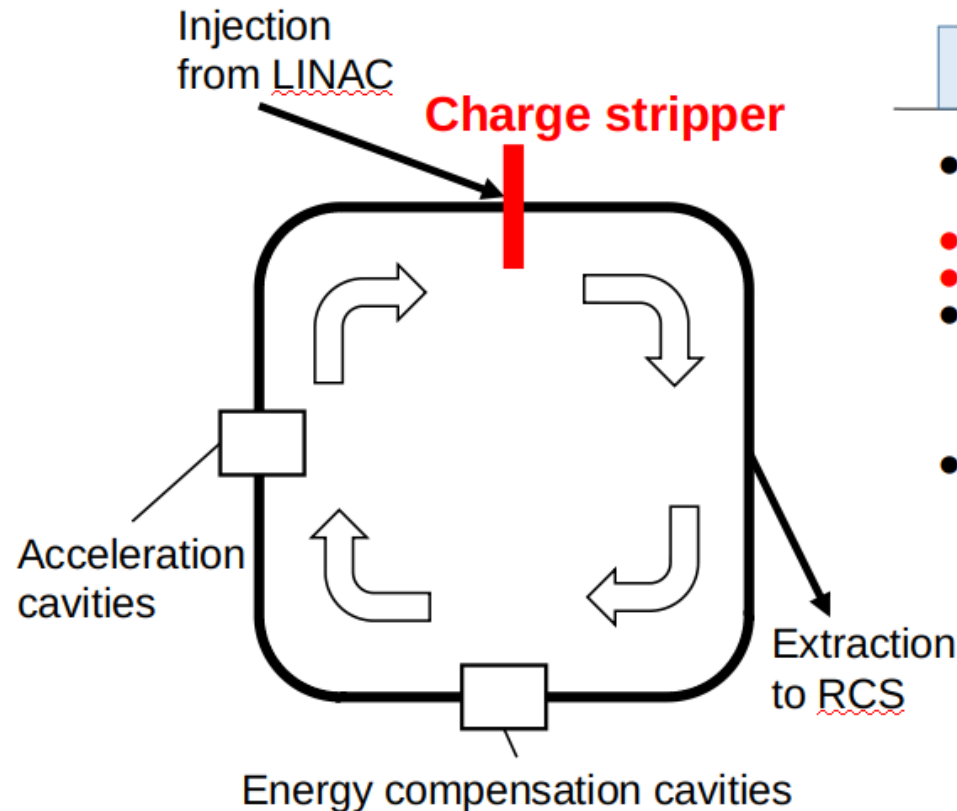 Injection
from LINAC
Charge stripper
Acceleration
cavities
Extraction
to RCS
Energy compensation cavities